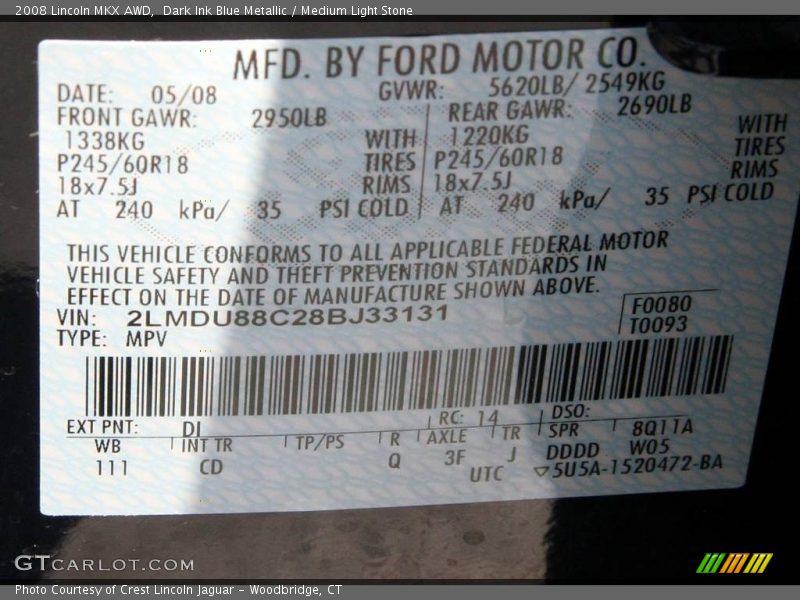 2008 Lincoln MKX AWD,  Dark Ink Blue Metallic / Medium Light Stone
MFD. BY FORD MOTOR CO.
DATE: 05/08 GVWR: 5620LB/ 2549KG
FRONT GAWR: 2950LB REAR GAWR: 2690LB
1338KG WITH 1220KG WITH
P245/60R18 TIRES P245/60R18 TIRES
18x7.5J RIMS 18x7.5J RIMS
AT 240 kPa/ 35 PSI COLD AT 240 kPa/ 35 PSI COLD
THIS VEHICLE CONFORMS TO ALL APPLICABLE FEDERAL MOTOR
VEHICLE SAFETY AND THEFT PREVENTION STANDARDS IN
EFFECT ON THE DATE OF MANUFACTURE SHOWN ABOVE.
VIN: 2LMDU88C28BJ33131 F0080
TYPE: MPV T0093
EXT PNT: DI RC: 14 DSO:
WB INT TR TP/PS R AXLE TR SPR 8Q11A
111 CD Q 3F J DDDD W05
UTC ▽5U5A-1520472-BA
GTCARLOT.COM
Photo Courtesy of Crest Lincoln Jaguar - Woodbridge, CT